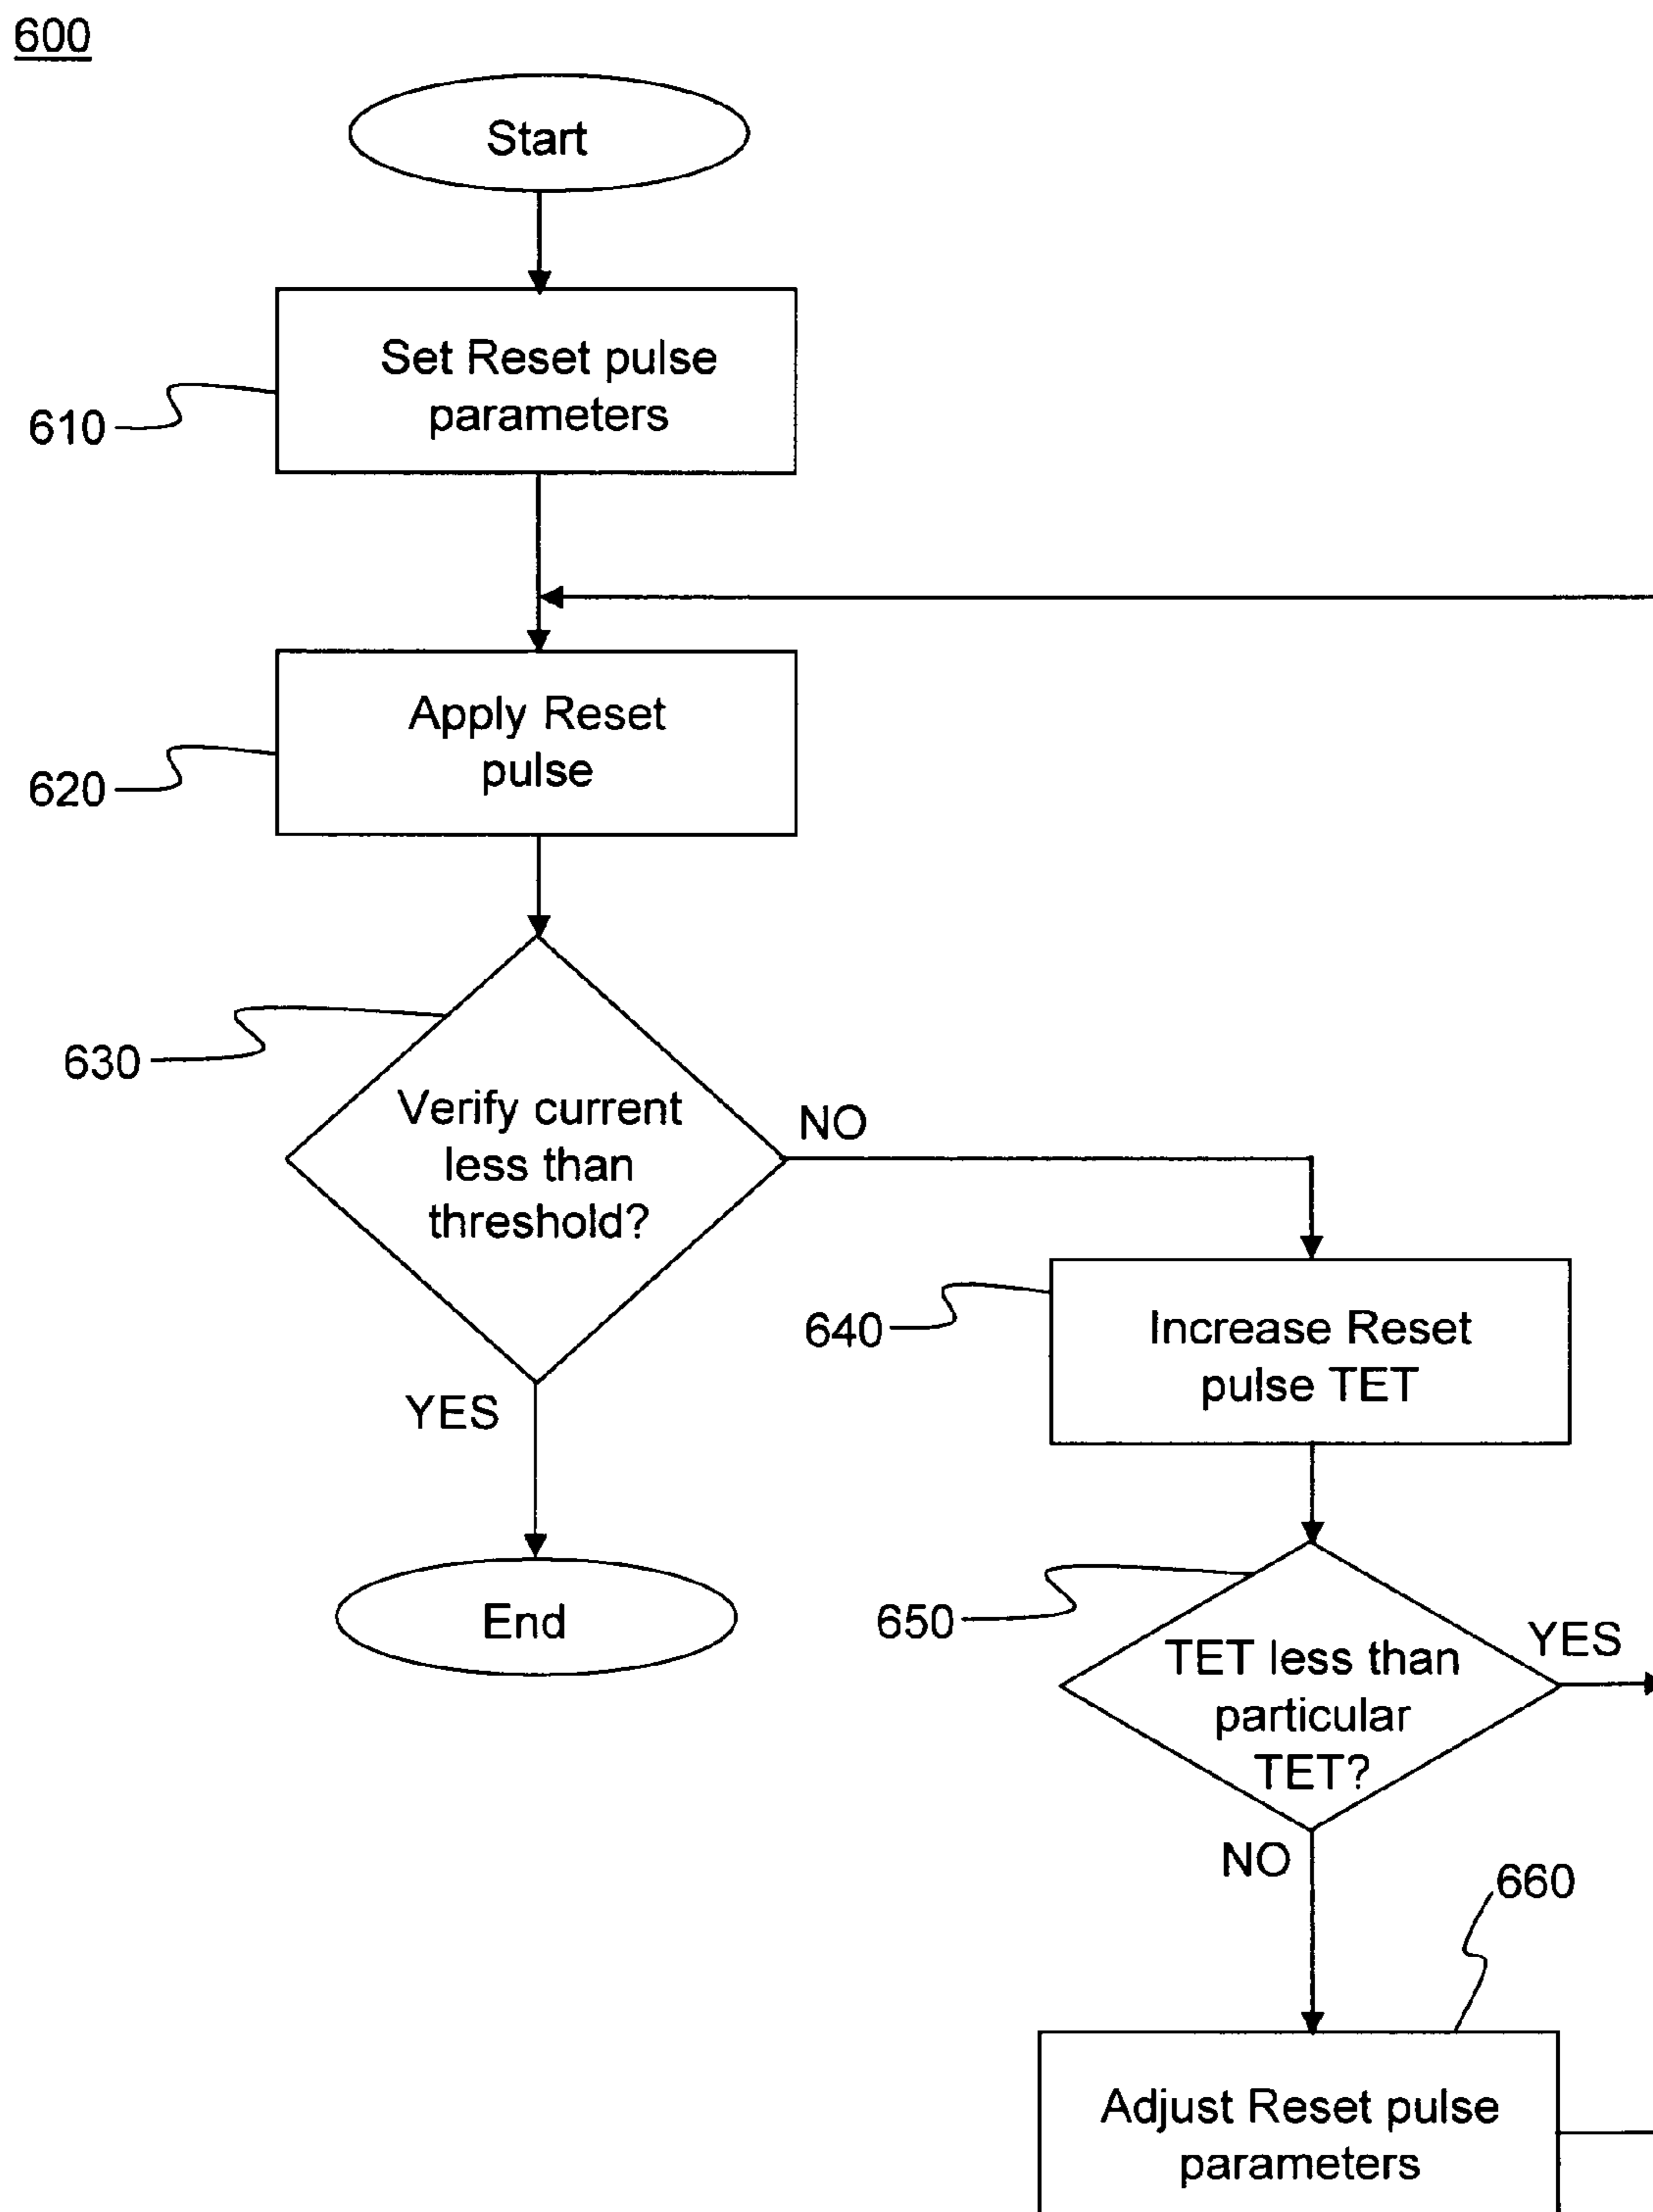 600
Start
Set Reset pulse
parameters
610
Apply Reset
pulse
620
630
Verify current
less than
threshold?
NO
640
Increase Reset
pulse TET
YES
End
650
TET less than
particular
TET?
YES
NO
660
Adjust Reset pulse
parameters